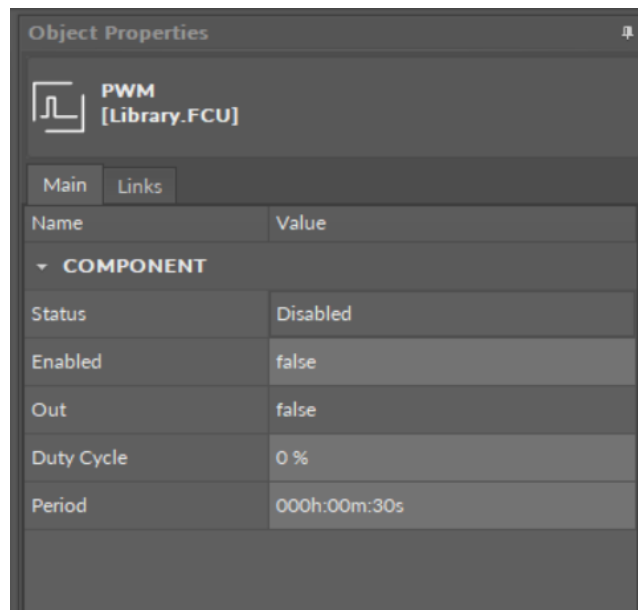 Object Properties
PWM
[Library.FCU]
Main Links
Name Value
COMPONENT
Status Disabled
Enabled false
Out false
Duty Cycle 0 %
Period 000h:00m:30s